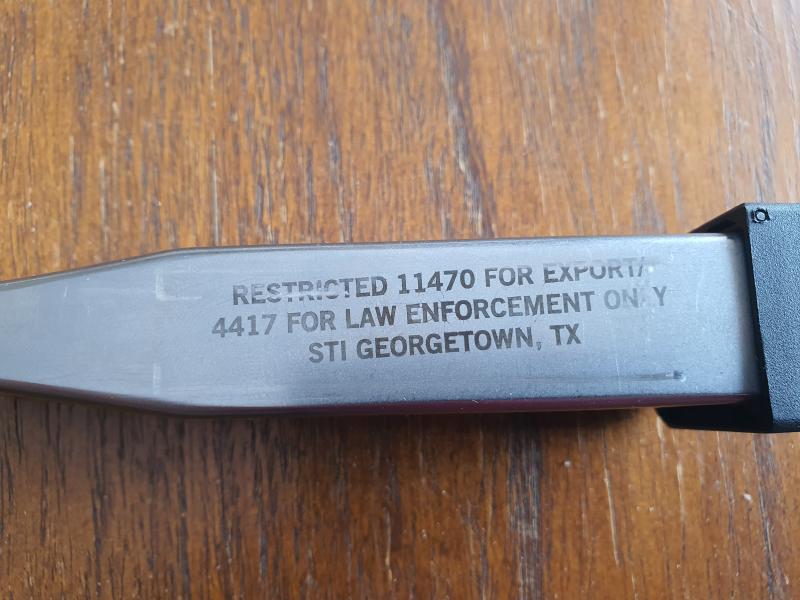 RESTRICTED 11470 FOR EXPORT/
4417 FOR LAW ENFORCEMENT ONLY
STI GEORGETOWN, TX